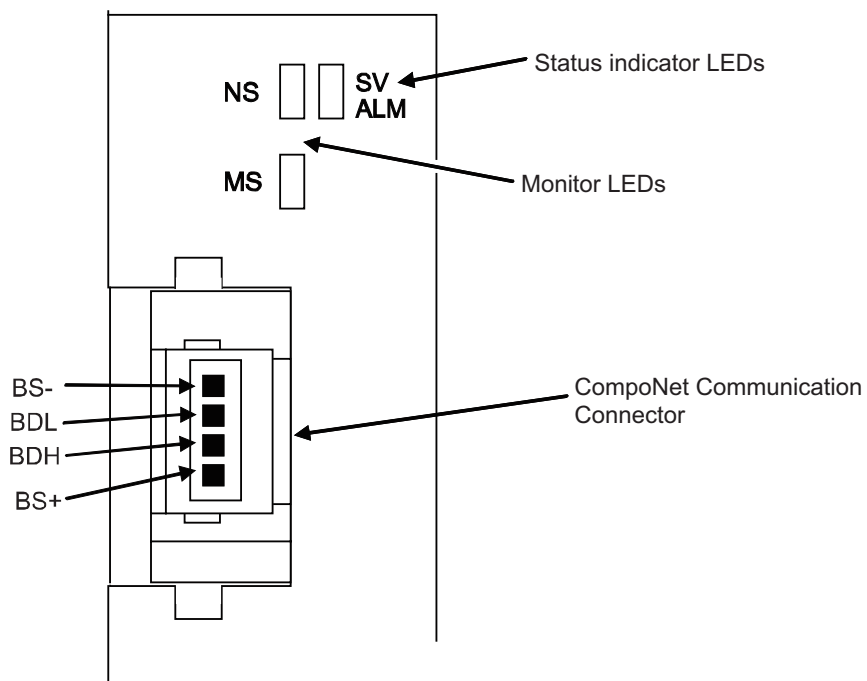 NS
SV
ALM
Status indicator LEDs
MS
Monitor LEDs
BS-
BDL
BDH
BS+
CompoNet Communication
Connector